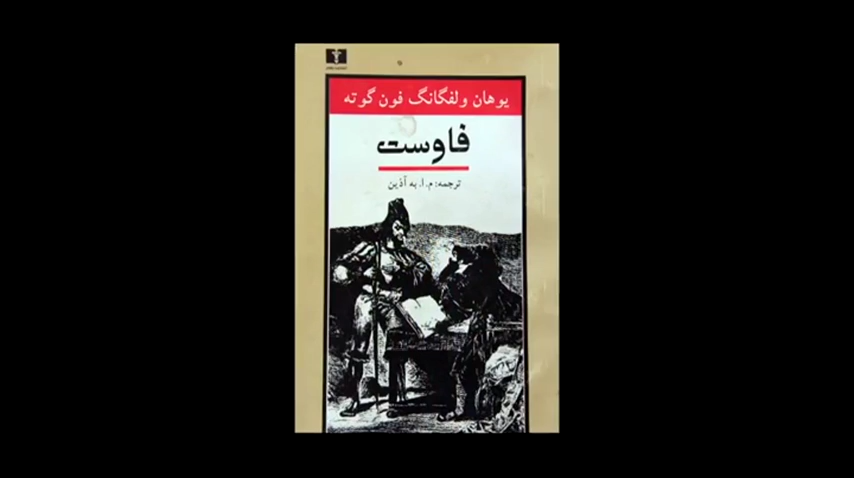 یوهان ولفگانگ فون گوته
فاوست
ترجمه: م. ا. به آذین